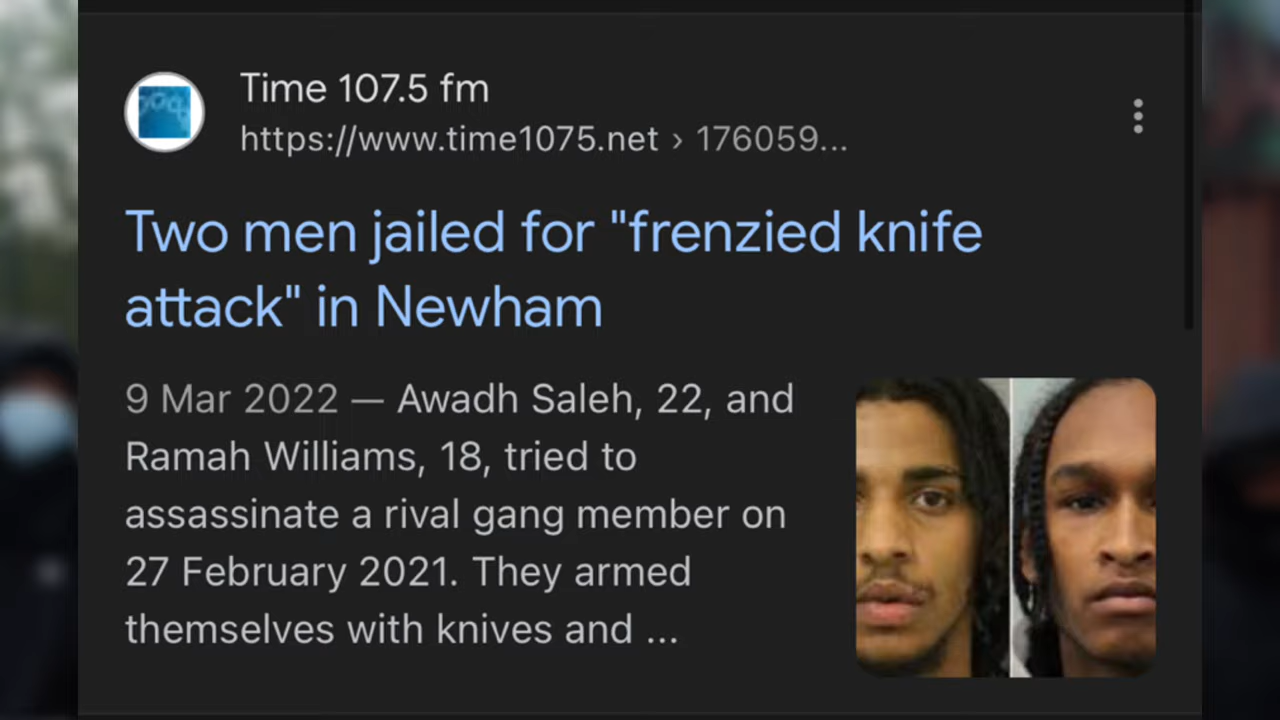 Time 107.5 fm
https://www.time1075.net › 176059...
Two men jailed for "frenzied knife
attack" in Newham
9 Mar 2022 — Awadh Saleh, 22, and
Ramah Williams, 18, tried to
assassinate a rival gang member on
27 February 2021. They armed
themselves with knives and ...